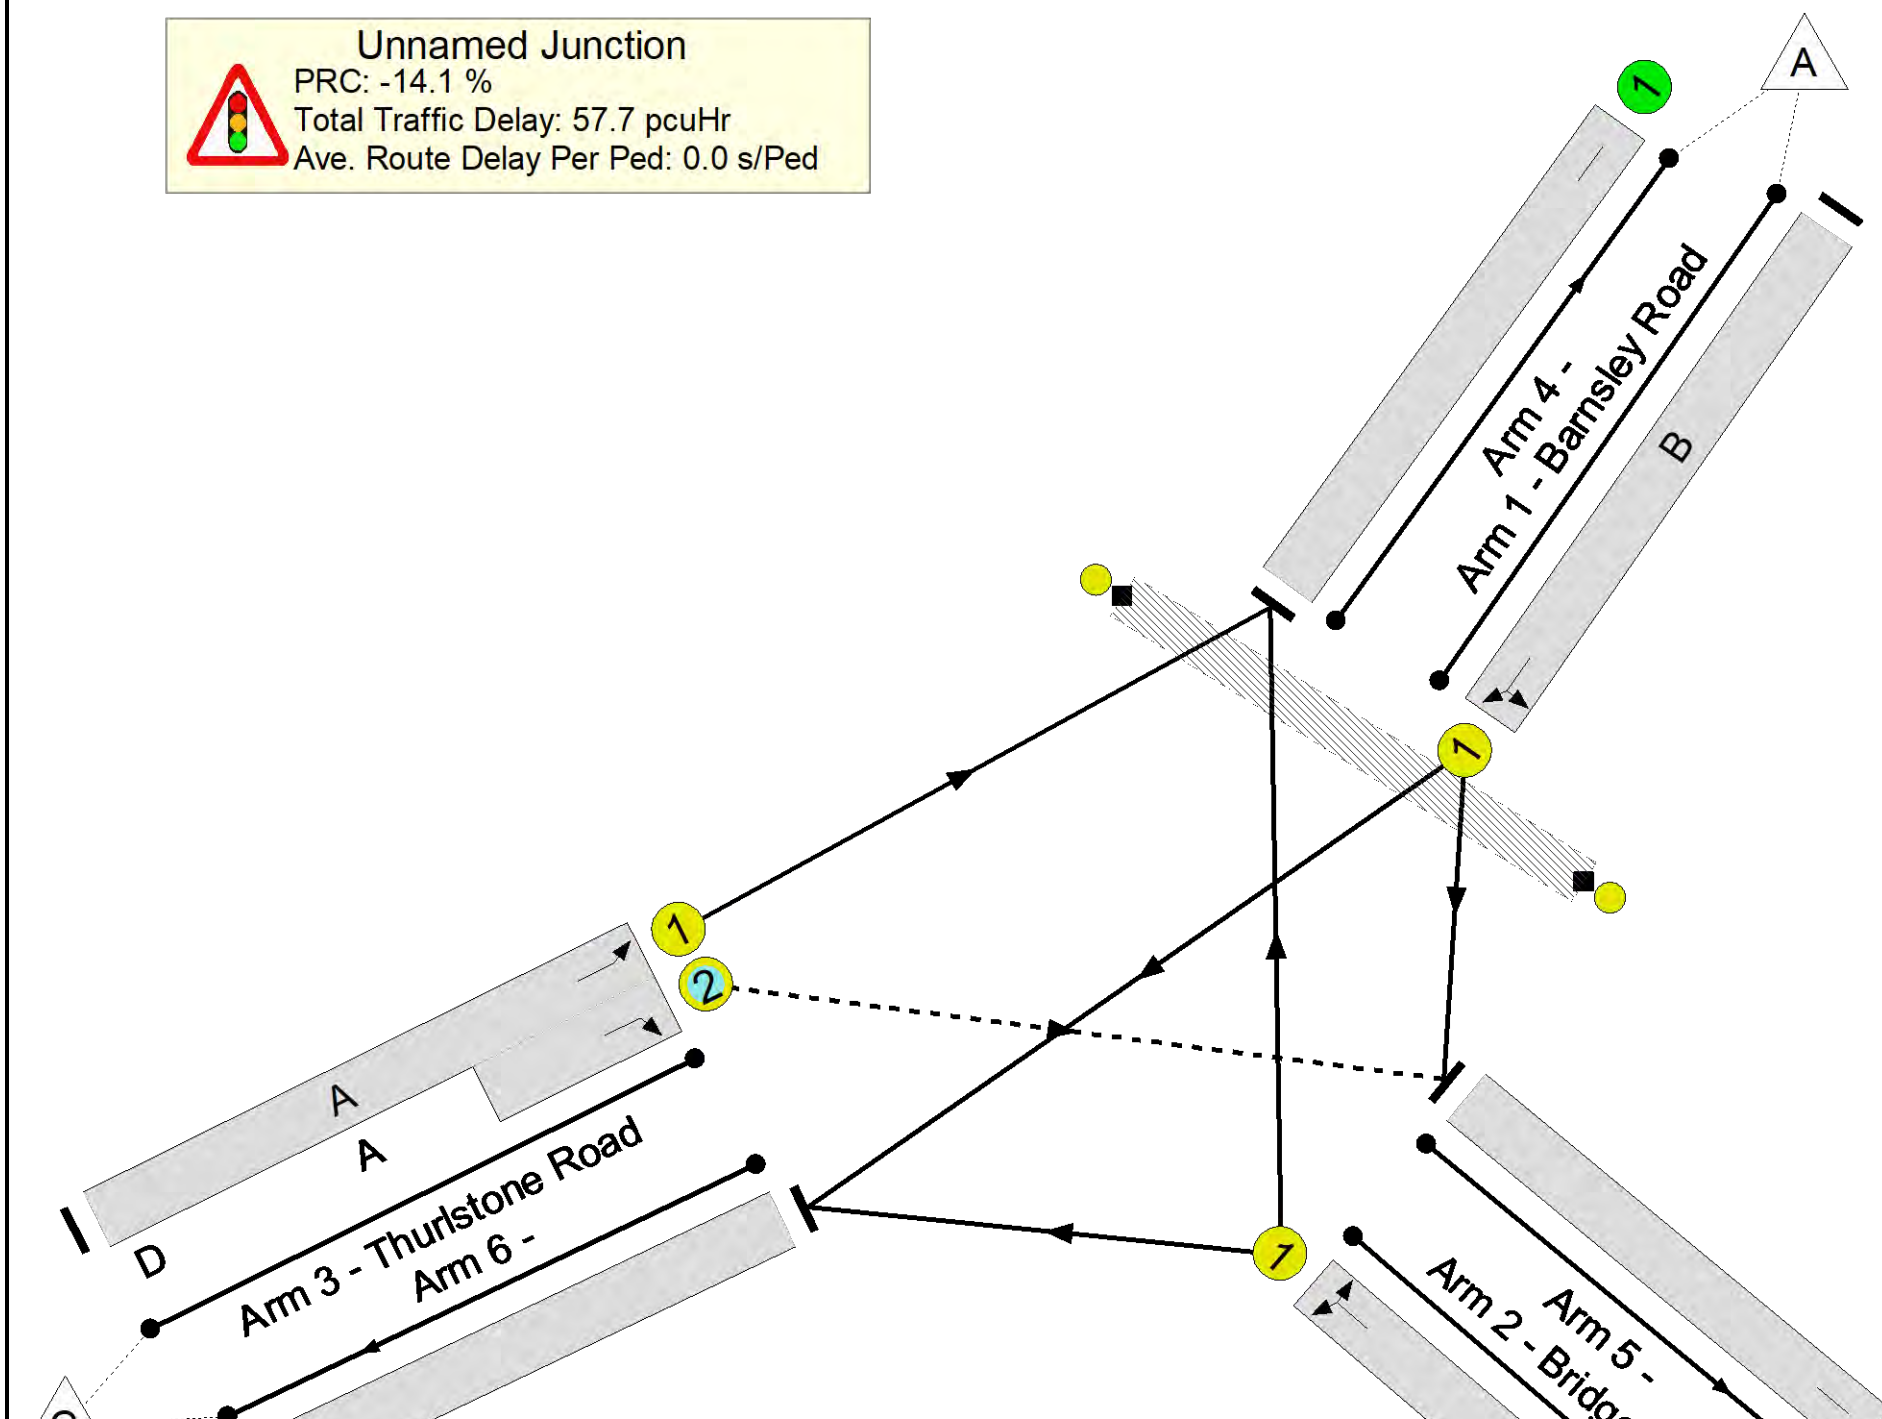 Unnamed Junction
PRC: -14.1 %
Total Traffic Delay: 57.7 pcuHr
Ave. Route Delay Per Ped: 0.0 s/Ped
A
1
Arm 4 -
Arm 1 - Barnsley Road
B
1
1
2
A
A
D
Arm 3 - Thurlstone Road
Arm 6 -
1
Arm 5 -
Arm 2 -